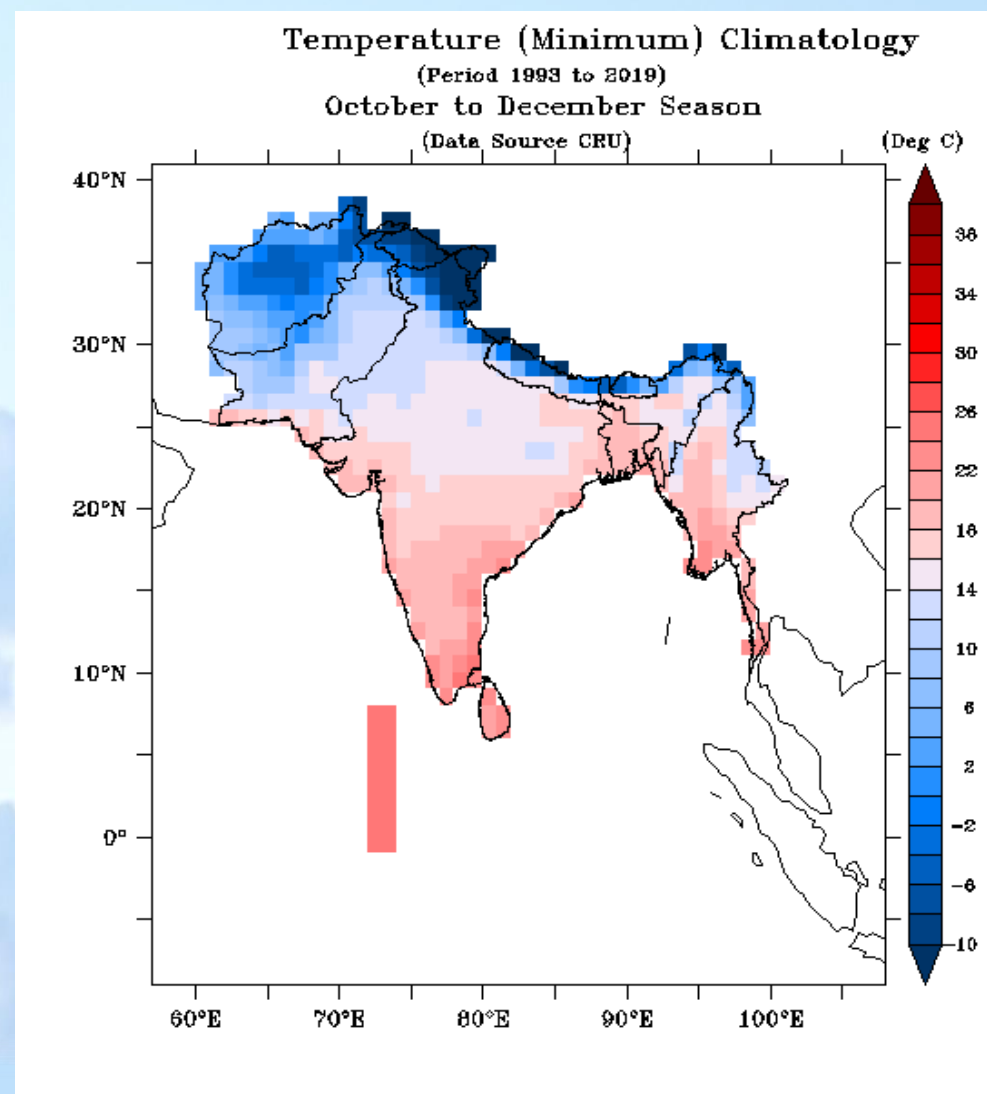 Temperature (Minimum) Climatology
(Period 1993 to 2019)
October to December Season
(Data Source CRU)
(Deg C)
40°N
30°N
20°N
10°N
0°
60°E
70°E
80°E
90°E
100°E
38
34
30
26
22
18
14
10
6
2
-2
-6
-10